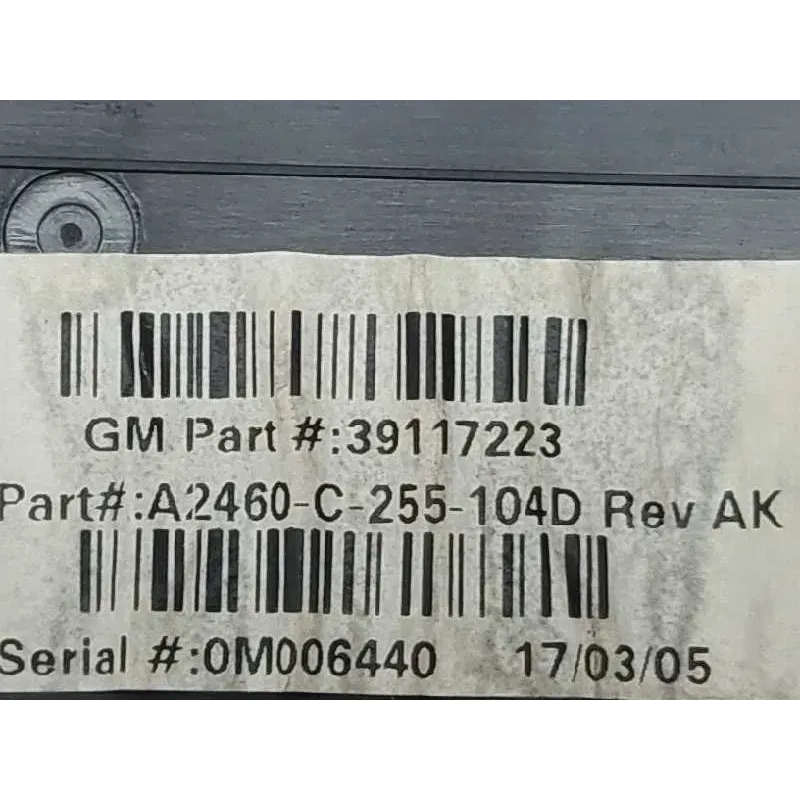 GM Part #:39117223
Part#:A2460-C-255-104D Rev AK
Serial #:0M006440 17/03/05